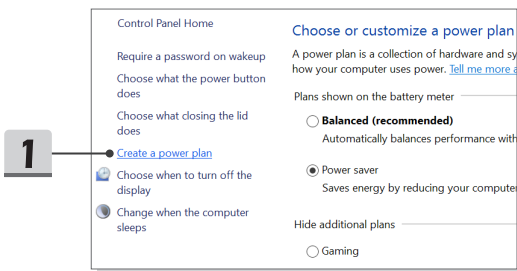 Control Panel Home
Require a password on wakeup
Choose what the power button
does
Choose what closing the lid
does
Create a power plan
Choose when to turn off the
display
Change when the computer
sleeps
1
Choose or customize a power plan
A power plan is a collection of hardware and sy
how your computer uses power. Tell me more a
Plans shown on the battery meter
Balanced (recommended)
Automatically balances performance with
Power saver
Saves energy by reducing your compute
Hide additional plans
Gaming